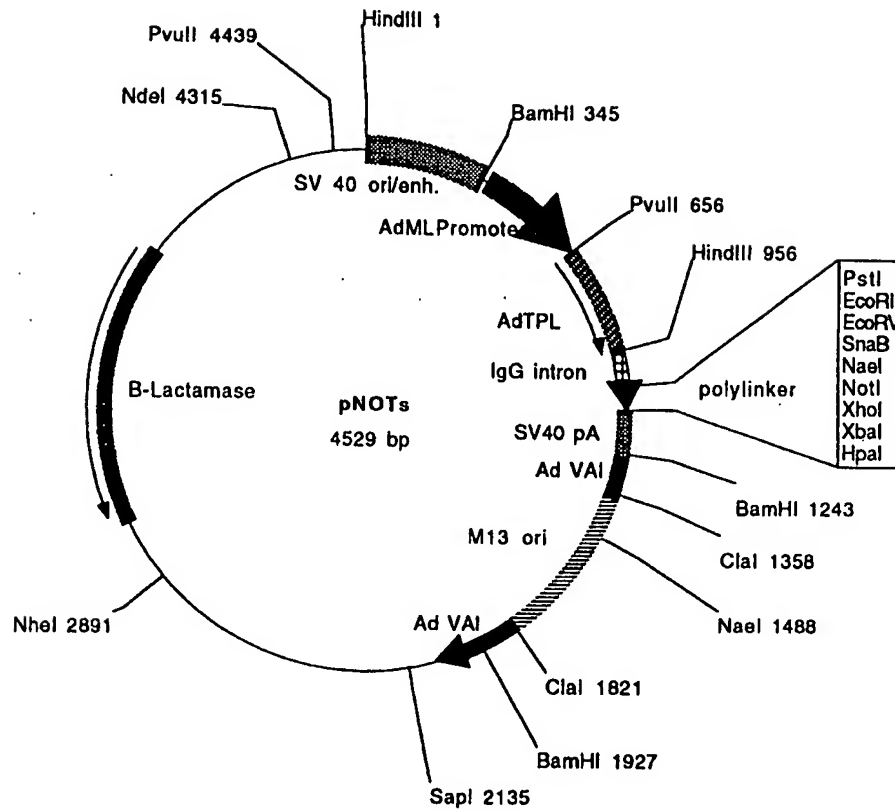 HindIII 1
PvuII 4439
NdeI 4315
BamHI 345
SV 40 ori/enh.
AdMLPromote
PvuII 656
HindIII 956
AdTPL
IgG intron
polylinker
PstI
EcoRI
EcoRV
SnaB
NaeI
NotI
XhoI
XbaI
HpaI
B-Lactamase
pNOTs
4529 bp
SV40 pA
Ad VAI
BamHI 1243
M13 ori
ClaI 1358
NaeI 1488
NheI 2891
Ad VAI
ClaI 1821
BamHI 1927
SapI 2135